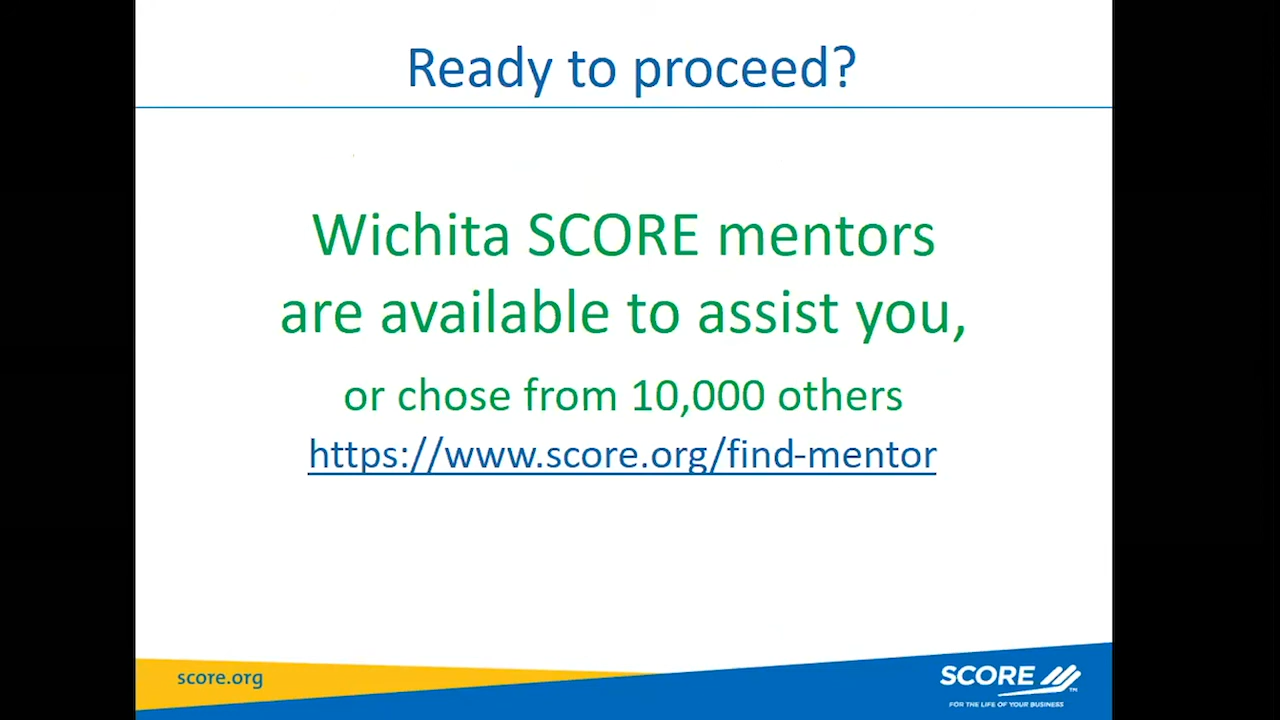 Ready to proceed?
Wichita SCORE mentors
are available to assist you,
or chose from 10,000 others
https://www.score.org/find-mentor
score.org
SCORE
TM
FOR THE LIFE OF YOUR BUSINESS